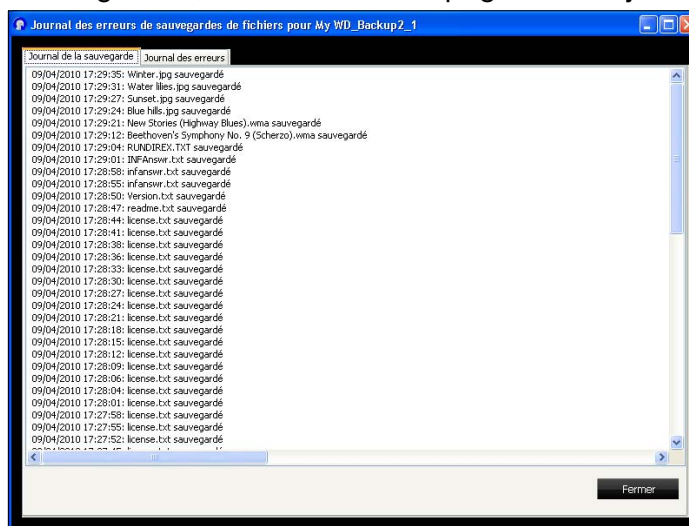 Journal des erreurs de sauvegardes de fichiers pour My WD_Backup2_1
Journal de la sauvegarde Journal des erreurs
09/04/2010 17:29:35: Winter.jpg sauvegardé
09/04/2010 17:29:31: Water lilies.jpg sauvegardé
09/04/2010 17:29:27: Sunset.jpg sauvegardé
09/04/2010 17:29:24: Blue hills.jpg sauvegardé
09/04/2010 17:29:21: New Stories (Highway Blues).wma sauvegardé
09/04/2010 17:29:12: Beethoven's Symphony No. 9 (Scherzo).wma sauvegardé
09/04/2010 17:29:04: RUNDIREX.TXT sauvegardé
09/04/2010 17:29:01: INFAnswr.txt sauvegardé
09/04/2010 17:28:58: infanswr.txt sauvegardé
09/04/2010 17:28:55: infanswr.txt sauvegardé
09/04/2010 17:28:50: Version.txt sauvegardé
09/04/2010 17:28:47: readme.txt sauvegardé
09/04/2010 17:28:44: license.txt sauvegardé
09/04/2010 17:28:41: license.txt sauvegardé
09/04/2010 17:28:38: license.txt sauvegardé
09/04/2010 17:28:36: license.txt sauvegardé
09/04/2010 17:28:33: license.txt sauvegardé
09/04/2010 17:28:30: license.txt sauvegardé
09/04/2010 17:28:27: license.txt sauvegardé
09/04/2010 17:28:24: license.txt sauvegardé
09/04/2010 17:28:21: license.txt sauvegardé
09/04/2010 17:28:18: license.txt sauvegardé
09/04/2010 17:28:15: license.txt sauvegardé
09/04/2010 17:28:12: license.txt sauvegardé
09/04/2010 17:28:09: license.txt sauvegardé
09/04/2010 17:28:06: license.txt sauvegardé
09/04/2010 17:28:04: license.txt sauvegardé
09/04/2010 17:28:01: license.txt sauvegardé
09/04/2010 17:27:58: license.txt sauvegardé
09/04/2010 17:27:55: license.txt sauvegardé
09/04/2010 17:27:52: license.txt sauvegardé
Fermer